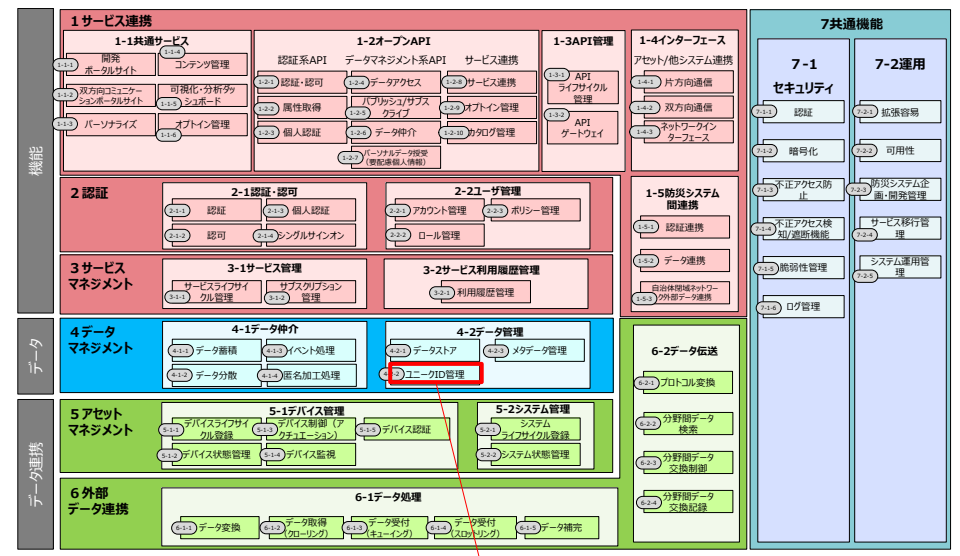 機能
データ
データ連携
1サービス連携
1-1共通サービス
1-1-1
開発
ポータルサイト
1-1-4
コンテンツ管理
1-1-2
双方向コミュニケー
ションポータルサイト
1-1-5
可視化・分析ダッ
シュボード
1-1-3
パーソナライズ
1-1-6
オプトイン管理
1-2オープンAPI
認証系API
データマネジメント系API
サービス連携
1-2-1
認証・認可
1-2-4
データアクセス
1-2-8
サービス連携
1-2-2
属性取得
1-2-5
パブリッシュ/サブス
クライブ
1-2-9
オプトイン管理
1-2-3
個人認証
1-2-6
データ仲介
1-2-10
カタログ管理
1-2-7
パーソナルデータ授受
(要配慮個人情報)
1-3API管理
1-3-1
API
ライフサイクル
管理
1-3-2
API
ゲートウェイ
1-4インターフェース
アセット/他システム連携
1-4-1
片方向通信
1-4-2
双方向通信
1-4-3
ネットワークイン
ターフェース
1-5防災システム
間連携
1-5-1
認証連携
1-5-2
データ連携
1-5-3
自治体閉域ネットワー
ク外部データ連携
2認証
2-1認証・認可
2-1-1
認証
2-1-3
個人認証
2-1-2
認可
2-1-4
シングルサインオン
2-2ユーザ管理
2-2-1
アカウント管理
2-2-3
ポリシー管理
2-2-2
ロール管理
3サービス
マネジメント
3-1サービス管理
3-1-1
サービスライフサイ
クル管理
3-1-2
サブスクリプション
管理
3-2サービス利用履歴管理
3-2-1
利用履歴管理
4データ
マネジメント
4-1データ仲介
4-1-1
データ蓄積
4-1-3
イベント処理
4-1-2
データ分散
4-1-4
匿名加工処理
4-2データ管理
4-2-1
データストア
4-2-3
メタデータ管理
4-2-2
ユニークID管理
5アセット
マネジメント
5-1デバイス管理
5-1-1
デバイスライフサイ
クル登録
5-1-3
デバイス制御(ア
クチュエーション)
5-1-5
デバイス認証
5-1-2
デバイス状態管理
5-1-4
デバイス監視
5-2システム管理
5-2-1
システム
ライフサイクル登録
5-2-2
システム状態管理
6外部
データ連携
6-1データ処理
6-1-1
データ変換
6-1-2
データ取得
(クローリング)
6-1-3
データ受付
(キューイング)
6-1-4
データ受付
(スロットリング)
6-1-5
データ補完
6-2データ伝送
6-2-1
プロトコル変換
6-2-2
分野間データ
検索
6-2-3
分野間データ
交換制御
6-2-4
分野間データ
交換記録
7共通機能
7-1
セキュリティ
7-1-1
認証
7-1-2
暗号化
7-1-3
不正アクセス防
止
7-1-4
不正アクセス検
知/遮断機能
7-1-5
脆弱性管理
7-1-6
ログ管理
7-2運用
7-2-1
拡張容易
7-2-2
可用性
7-2-3
防災システム企
画・開発管理
7-2-4
サービス移行管
理
7-2-5
システム運用管
理